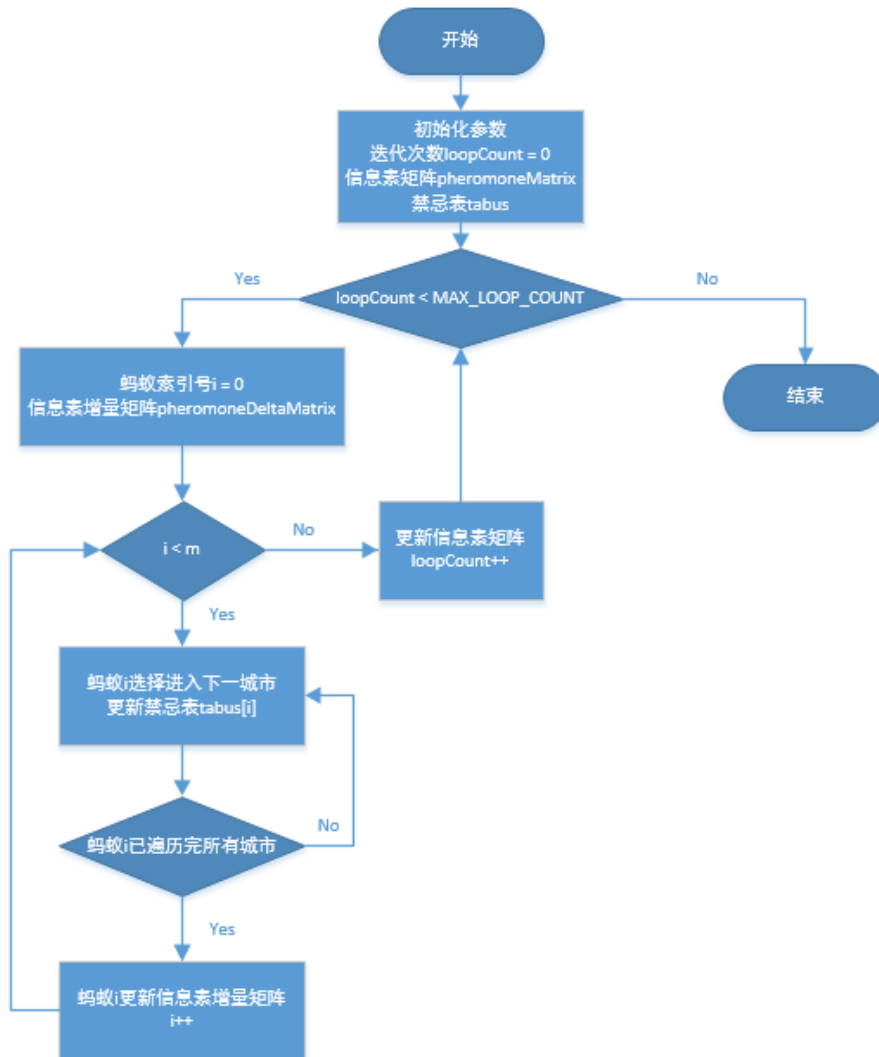 开始
初始化参数
迭代次数loopCount = 0
信息素矩阵pheromoneMatrix
禁忌表tabus
Yes
loopCount < MAX_LOOP_COUNT
No
蚂蚁索引号i = 0
信息素增量矩阵pheromoneDeltaMatrix
结束
i < m
No
更新信息素矩阵
loopCount++
Yes
蚂蚁i选择进入下一城市
更新禁忌表tabus[i]
蚂蚁i已遍历完所有城市
No
Yes
蚂蚁i更新信息素增量矩阵
i++